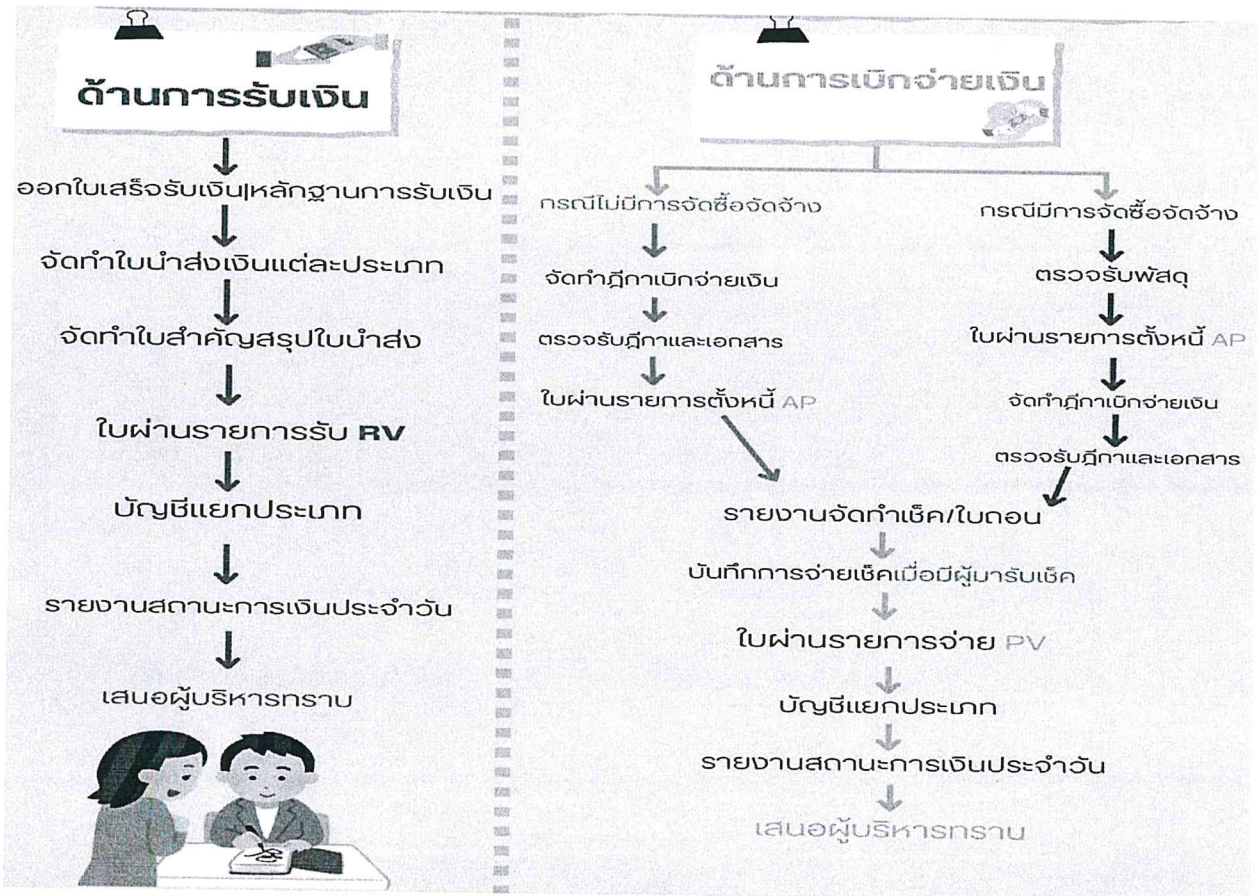 ด้านการรับเงิน
ออกใบเสร็จรับเงิน|หลักฐานการรับเงิน
จัดทำใบนำส่งเงินแต่ละประเภท
จัดทำใบสำคัญสรุปใบนำส่ง
ใบผ่านรายการรับ RV
บัญชีแยกประเภท
รายงานสถานะการเงินประจำวัน
เสนอผู้บริหารทราบ
ด้านการเบิกจ่ายเงิน
กรณีไม่มีการจัดซื้อจัดจ้าง
จัดทำฎีกาเบิกจ่ายเงิน
ตรวจรับฎีกาและเอกสาร
ใบผ่านรายการตั้งหนี้ AP
กรณีมีการจัดซื้อจัดจ้าง
ตรวจรับพัสดุ
ใบผ่านรายการตั้งหนี้ AP
จัดทำฎีกาเบิกจ่ายเงิน
ตรวจรับฎีกาและเอกสาร
รายงานจัดทำเช็ค/ใบถอน
บันทึกการจ่ายเช็คเมื่อมีผู้มารับเช็ค
ใบผ่านรายการจ่าย PV
บัญชีแยกประเภท
รายงานสถานะการเงินประจำวัน
เสนอผู้บริหารทราบ